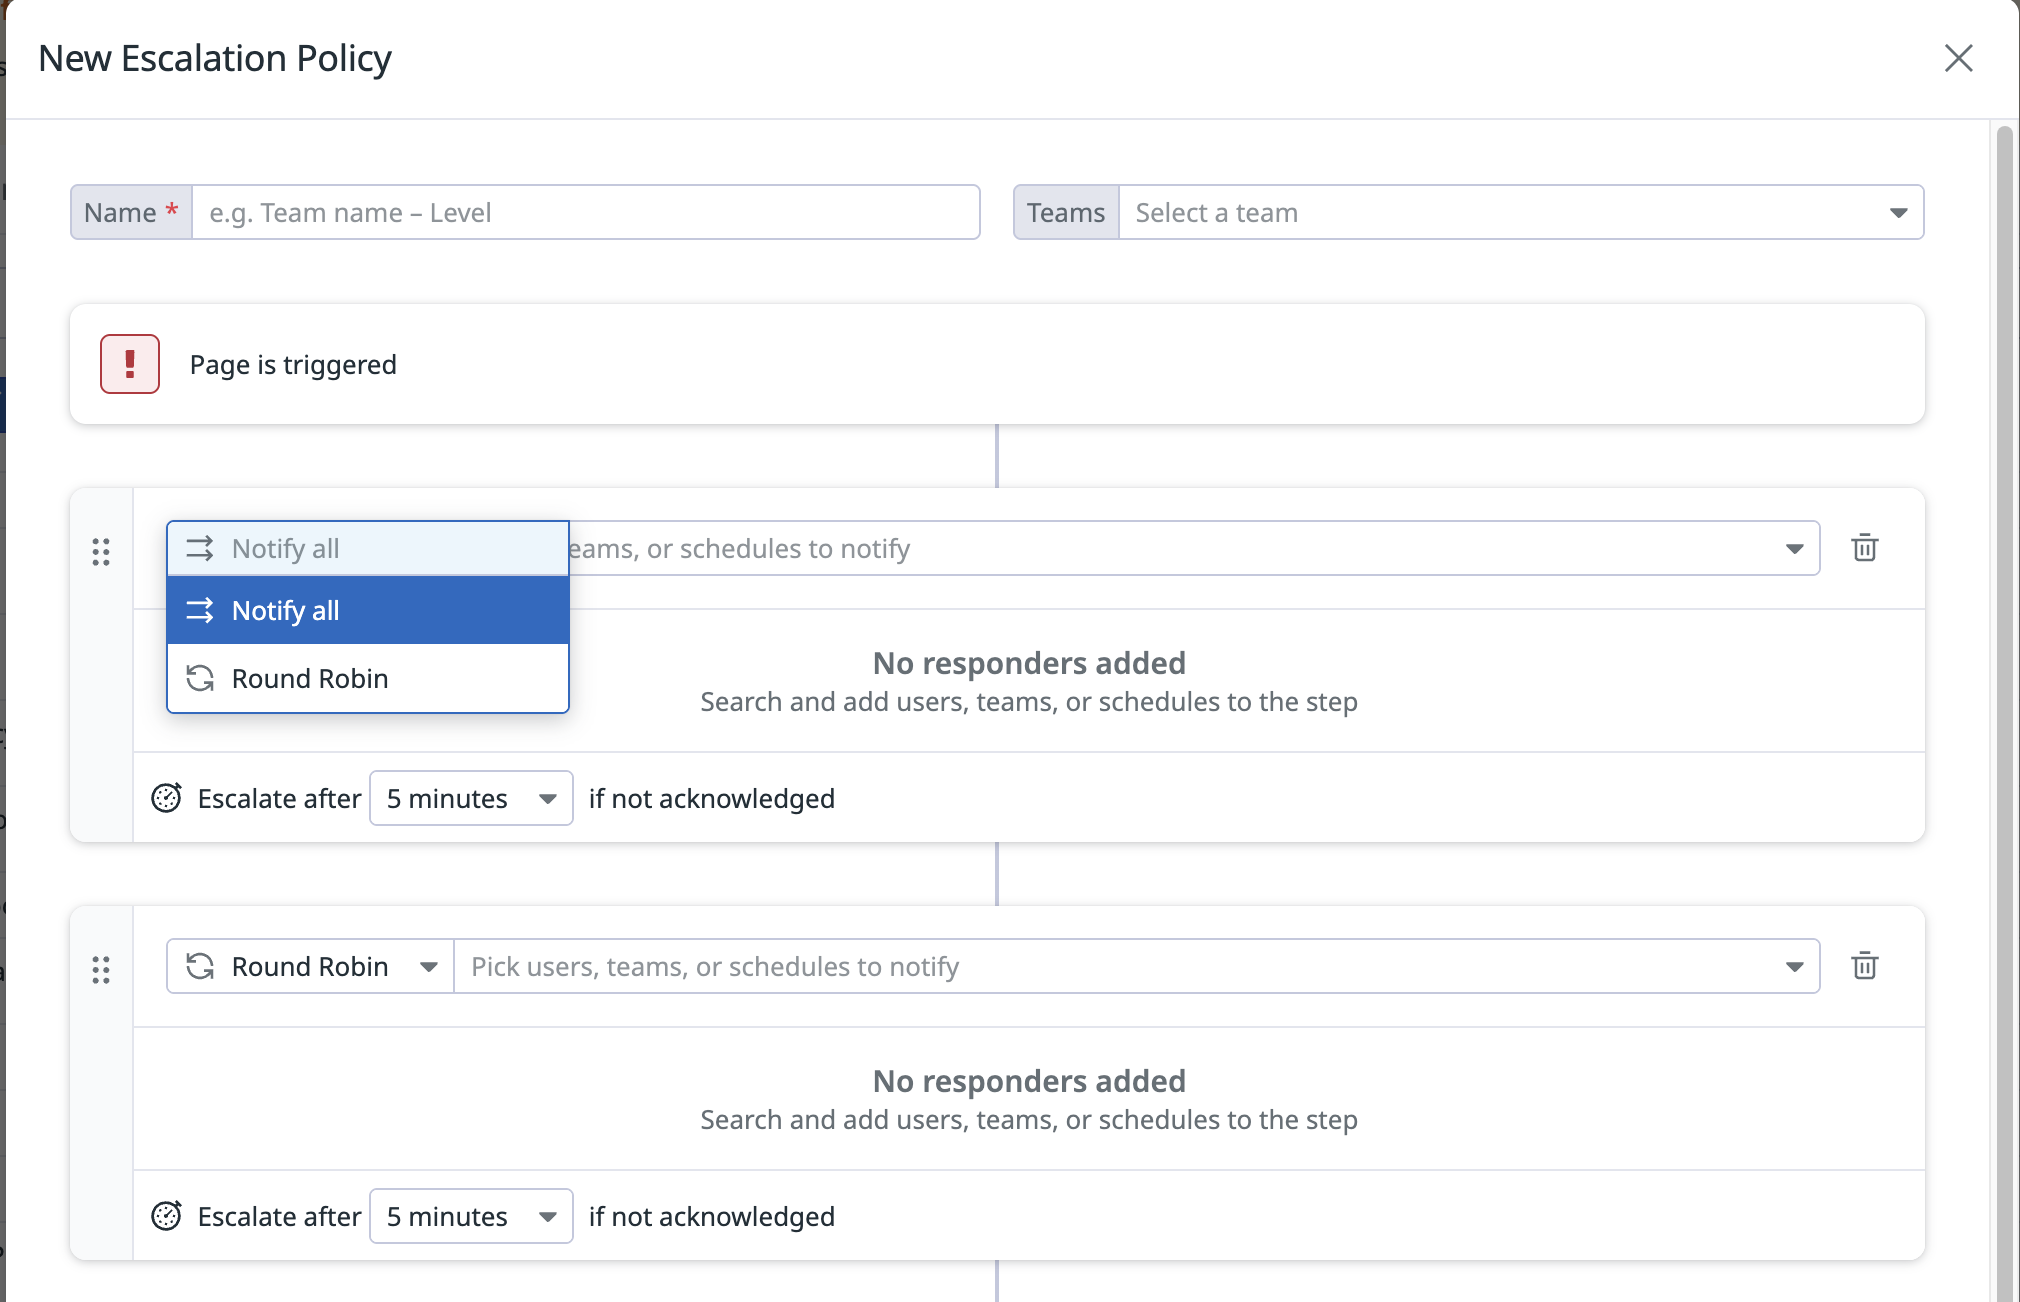 New Escalation Policy
Name * e.g. Team name – Level Teams Select a team
! Page is triggered
Notify all eams, or schedules to notify
Notify all
Round Robin
No responders added
Search and add users, teams, or schedules to the step
Escalate after 5 minutes if not acknowledged
Round Robin Pick users, teams, or schedules to notify
No responders added
Search and add users, teams, or schedules to the step
Escalate after 5 minutes if not acknowledged